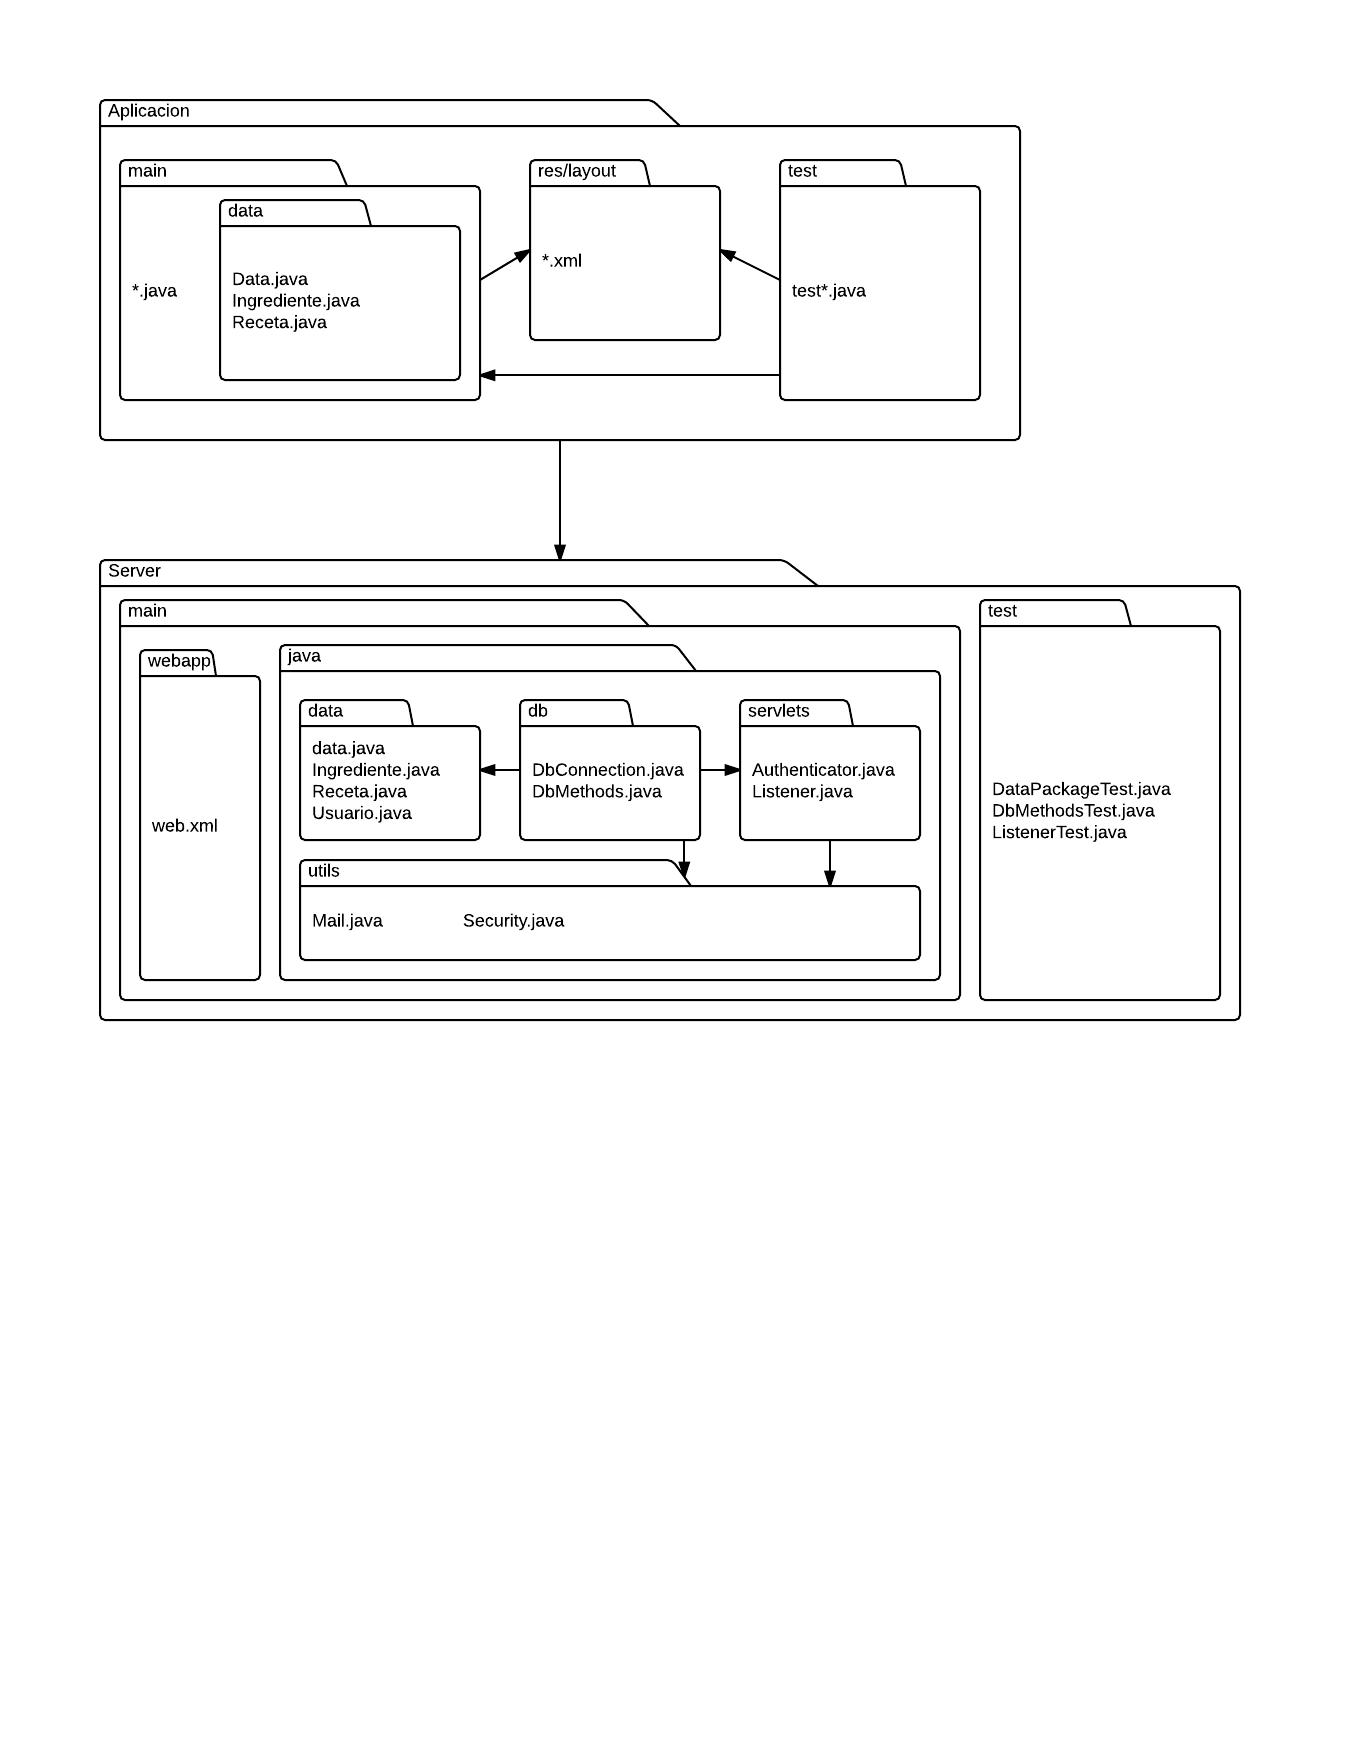 Aplicacion
main
res/layout
test
data
*.java
Data.java
Ingrediente.java
Receta.java
*.xml
test*.java
Server
main
test
webapp
java
data
db
servlets
data.java
Ingrediente.java
Receta.java
Usuario.java
DbConnection.java
DbMethods.java
Authenticator.java
Listener.java
web.xml
DataPackageTest.java
DbMethodsTest.java
ListenerTest.java
utils
Mail.java Security.java